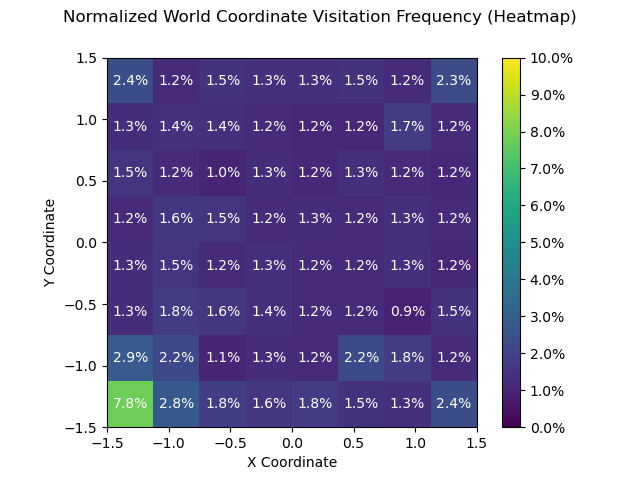 Normalized World Coordinate Visitation Frequency (Heatmap)
1.5
1.0
0.5
0.0
−0.5
−1.0
−1.5
Y Coordinate
2.4% 1.2% 1.5% 1.3% 1.3% 1.5% 1.2% 2.3%
1.3% 1.4% 1.4% 1.2% 1.2% 1.2% 1.7% 1.2%
1.5% 1.2% 1.0% 1.3% 1.2% 1.3% 1.2% 1.2%
1.2% 1.6% 1.5% 1.2% 1.3% 1.2% 1.3% 1.2%
1.3% 1.5% 1.2% 1.3% 1.2% 1.2% 1.3% 1.2%
1.3% 1.8% 1.6% 1.4% 1.2% 1.2% 0.9% 1.5%
2.9% 2.2% 1.1% 1.3% 1.2% 2.2% 1.8% 1.2%
7.8% 2.8% 1.8% 1.6% 1.8% 1.5% 1.3% 2.4%
−1.5 −1.0 −0.5 0.0 0.5 1.0 1.5
X Coordinate
10.0%
9.0%
8.0%
7.0%
6.0%
5.0%
4.0%
3.0%
2.0%
1.0%
0.0%